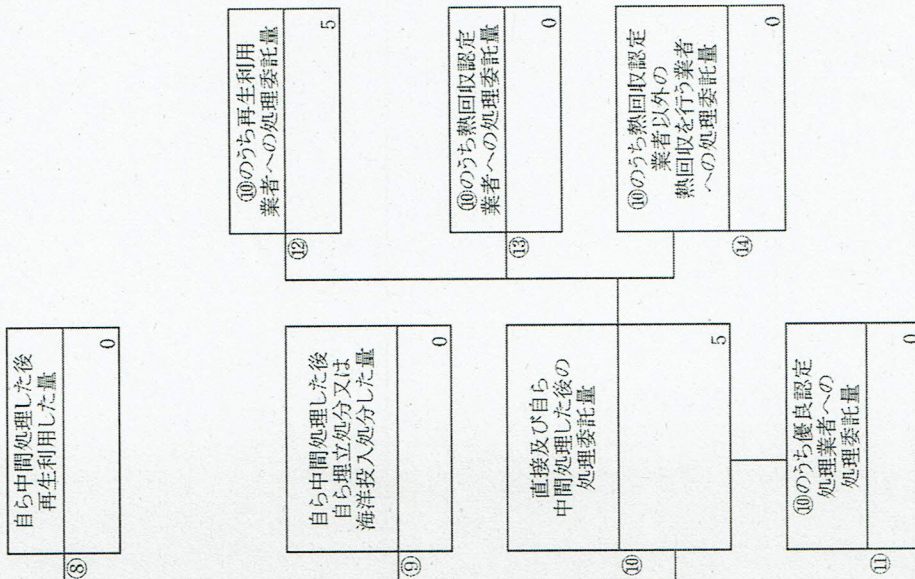 ⑧
自ら中間処理した後
再生利用した量
0
⑨
自ら中間処理した後
自ら埋立処分又は
海洋投入処分した量
0
⑩
直接及び自ら
中間処理した後の
処理委託量
5
⑪
⑩のうち優良認定
処理業者への
処理委託量
0
⑫
⑩のうち再生利用
業者への処理委託量
5
⑬
⑩のうち熱回収認定
業者への処理委託量
0
⑭
⑩のうち熱回収認定
業者以外の
熱回収を行う業者
への処理委託量
0